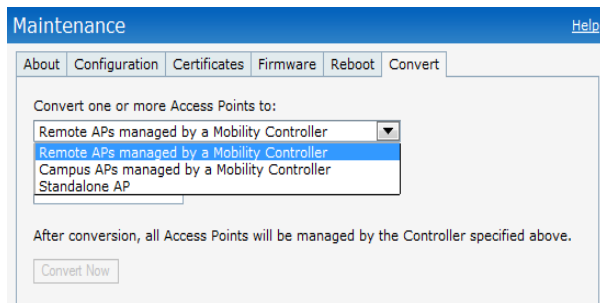 Maintenance
Help
About Configuration Certificates Firmware Reboot Convert
Convert one or more Access Points to:
Remote APs managed by a Mobility Controller
Remote APs managed by a Mobility Controller
Campus APs managed by a Mobility Controller
Standalone AP
After conversion, all Access Points will be managed by the Controller specified above.
Convert Now